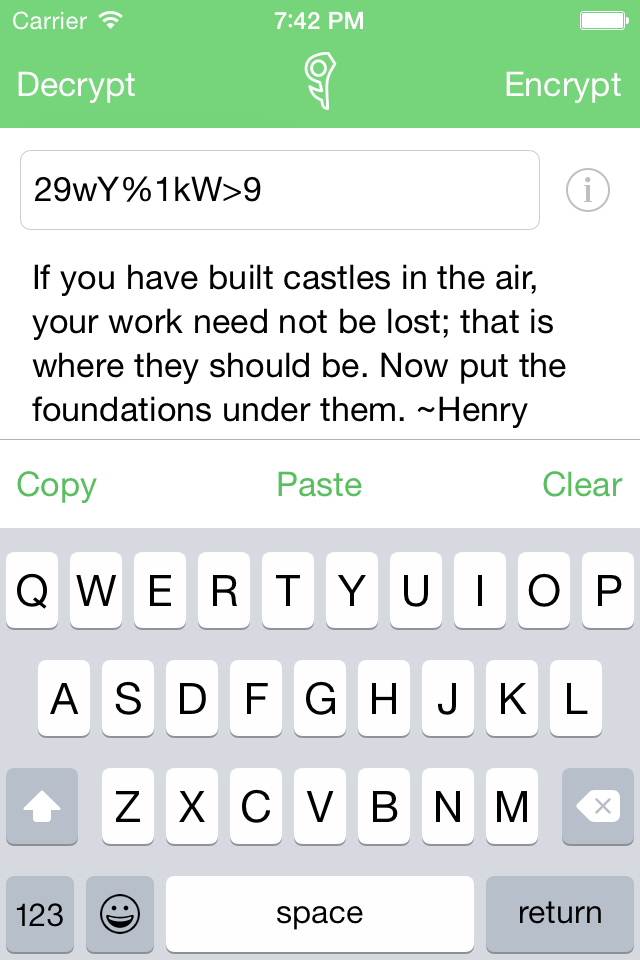 Carrier 7:42 PM
Decrypt Encrypt
29wY%1kW>9 i
If you have built castles in the air,
your work need not be lost; that is
where they should be. Now put the
foundations under them. ~Henry
Copy Paste Clear
Q W E R T Y U I O P
A S D F G H J K L
Z X C V B N M
123 space return